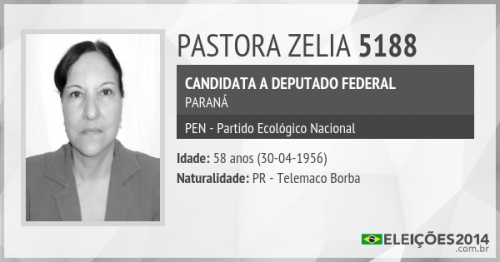 PASTORA ZELIA 5188
CANDIDATA A DEPUTADO FEDERAL
PARANÁ
PEN - Partido Ecológico Nacional
Idade: 58 anos (30-04-1956)
Naturalidade: PR - Telemaco Borba
ELEIÇÕES2014
.com.br